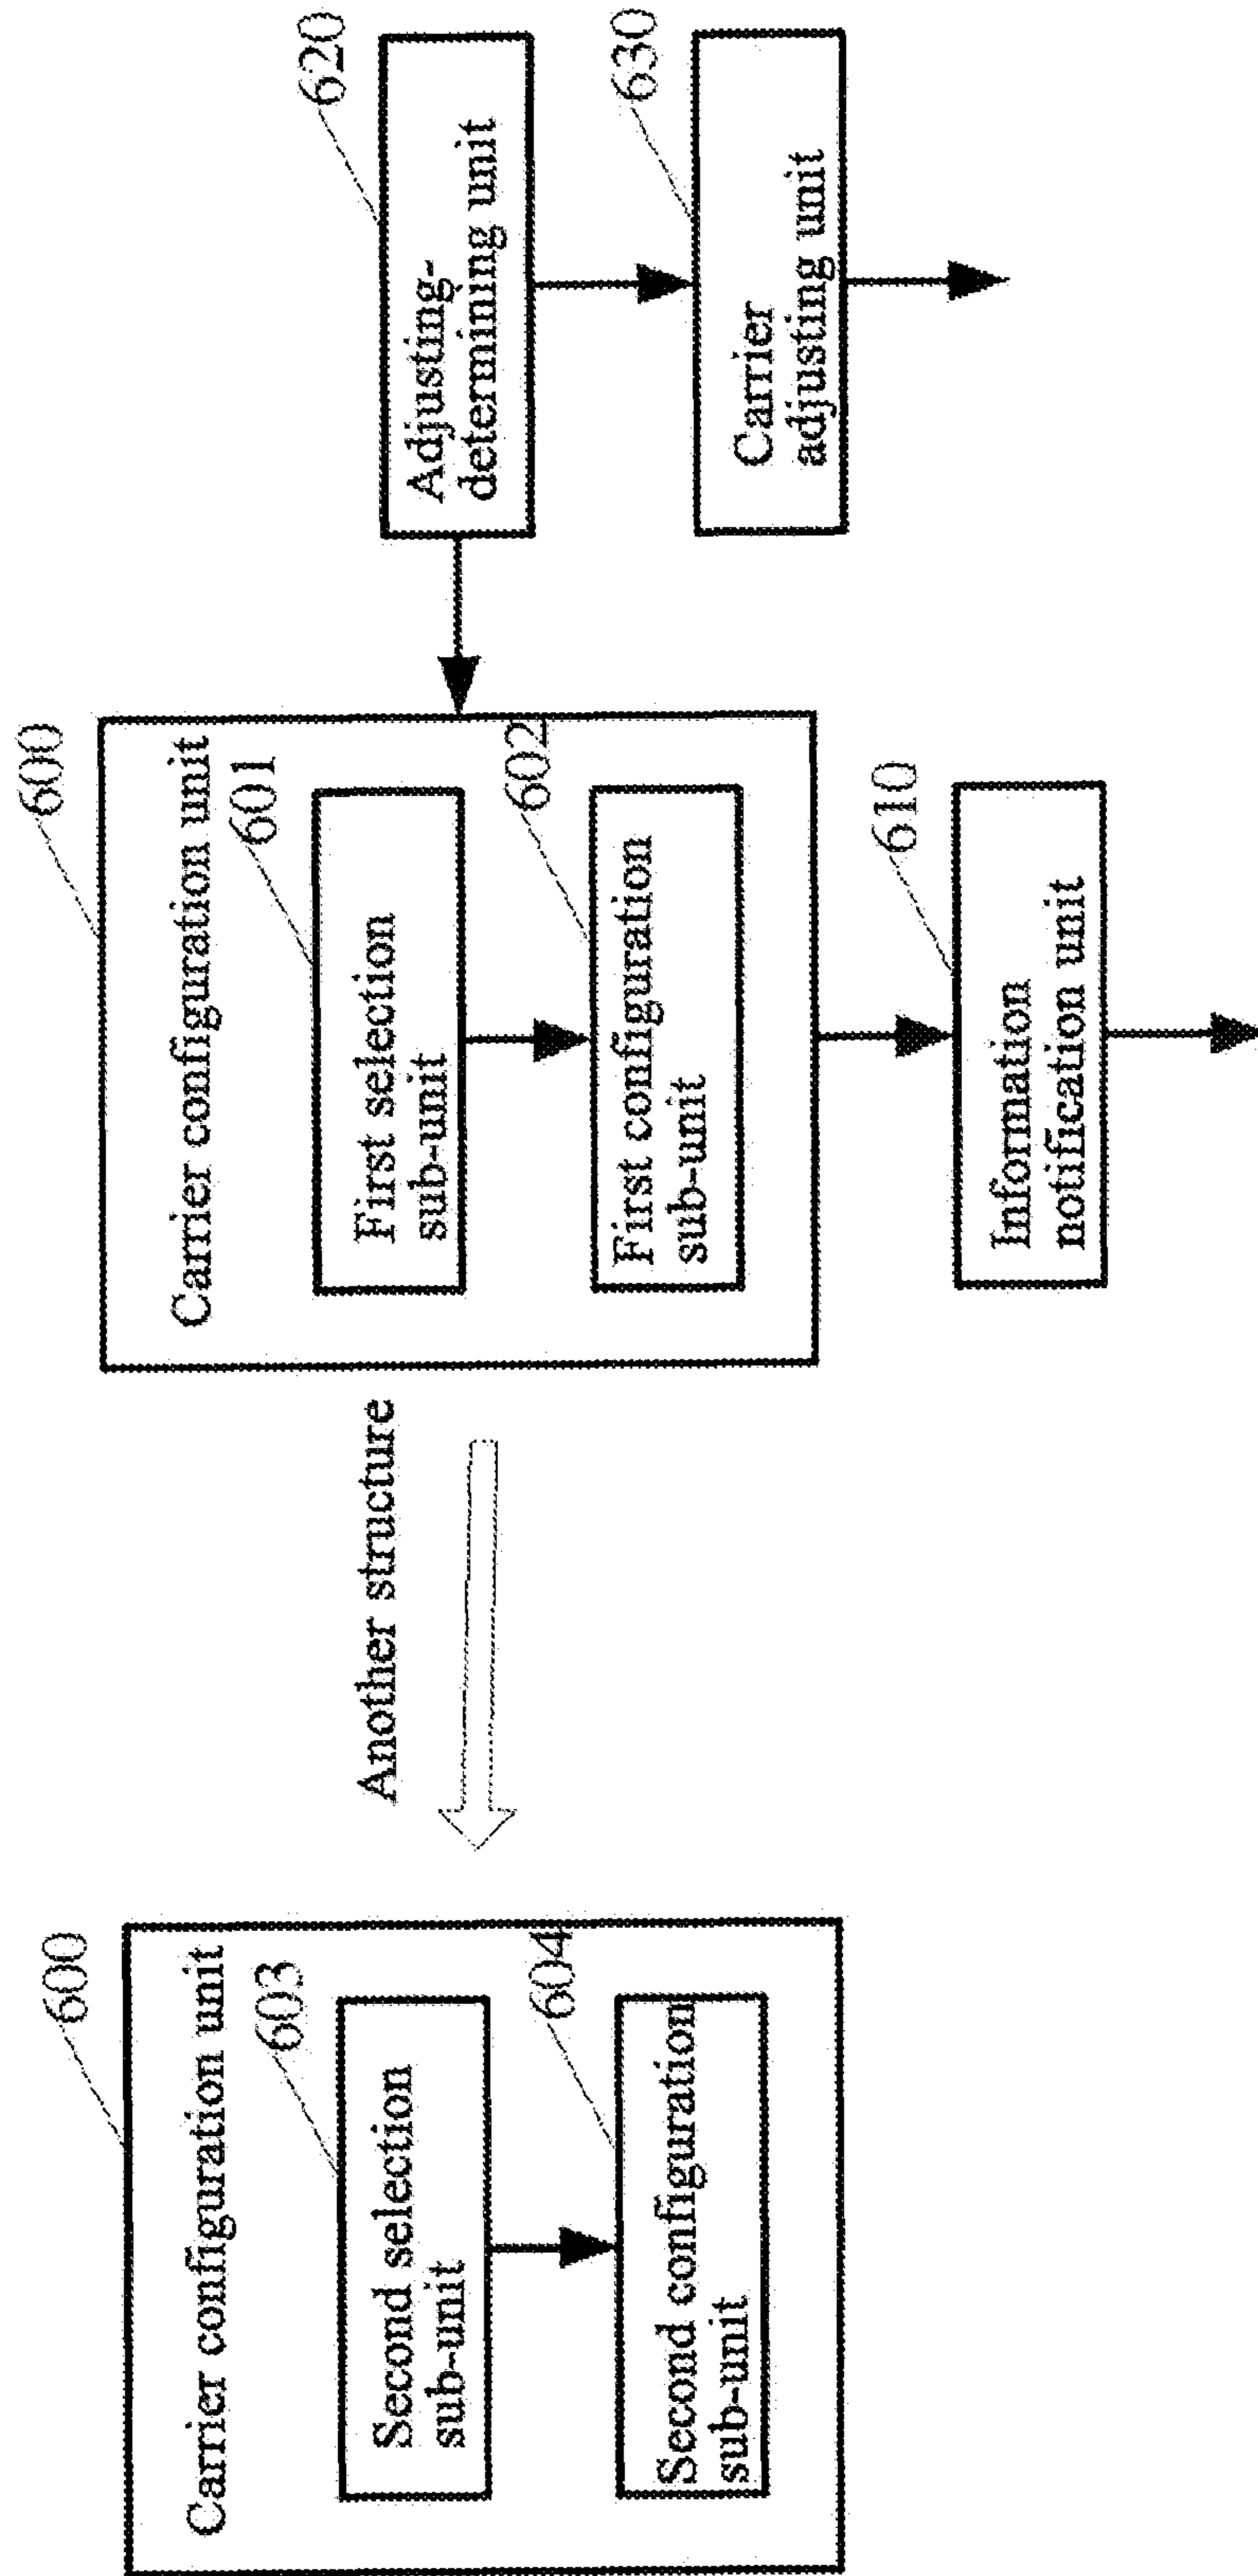 600
Carrier configuration unit
603
Second selection
sub-unit
604
Second configuration
sub-unit
Another structure
600
Carrier configuration unit
601
First selection
sub-unit
602
First configuration
sub-unit
610
Information
notification unit
620
Adjusting-
determining unit
630
Carrier
adjusting unit